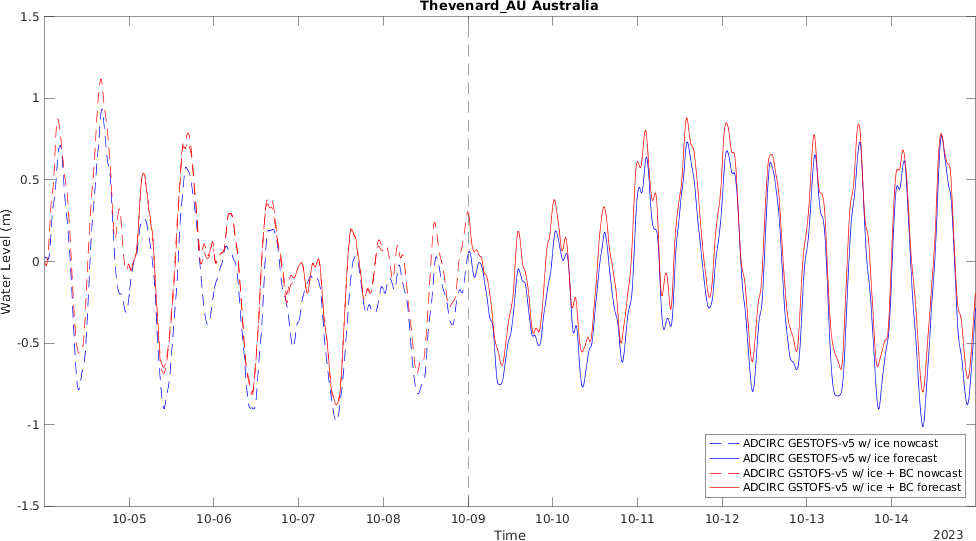 Thevenard_AU Australia
1.5
1
0.5
0
-0.5
-1
-1.5
Water Level (m)
10-05 10-06 10-07 10-08 10-09 10-10 10-11 10-12 10-13 10-14
Time
2023
ADCIRC GESTOFS-v5 w/ ice nowcast
ADCIRC GESTOFS-v5 w/ ice forecast
ADCIRC GSTOFS-v5 w/ ice + BC nowcast
ADCIRC GSTOFS-v5 w/ ice + BC forecast